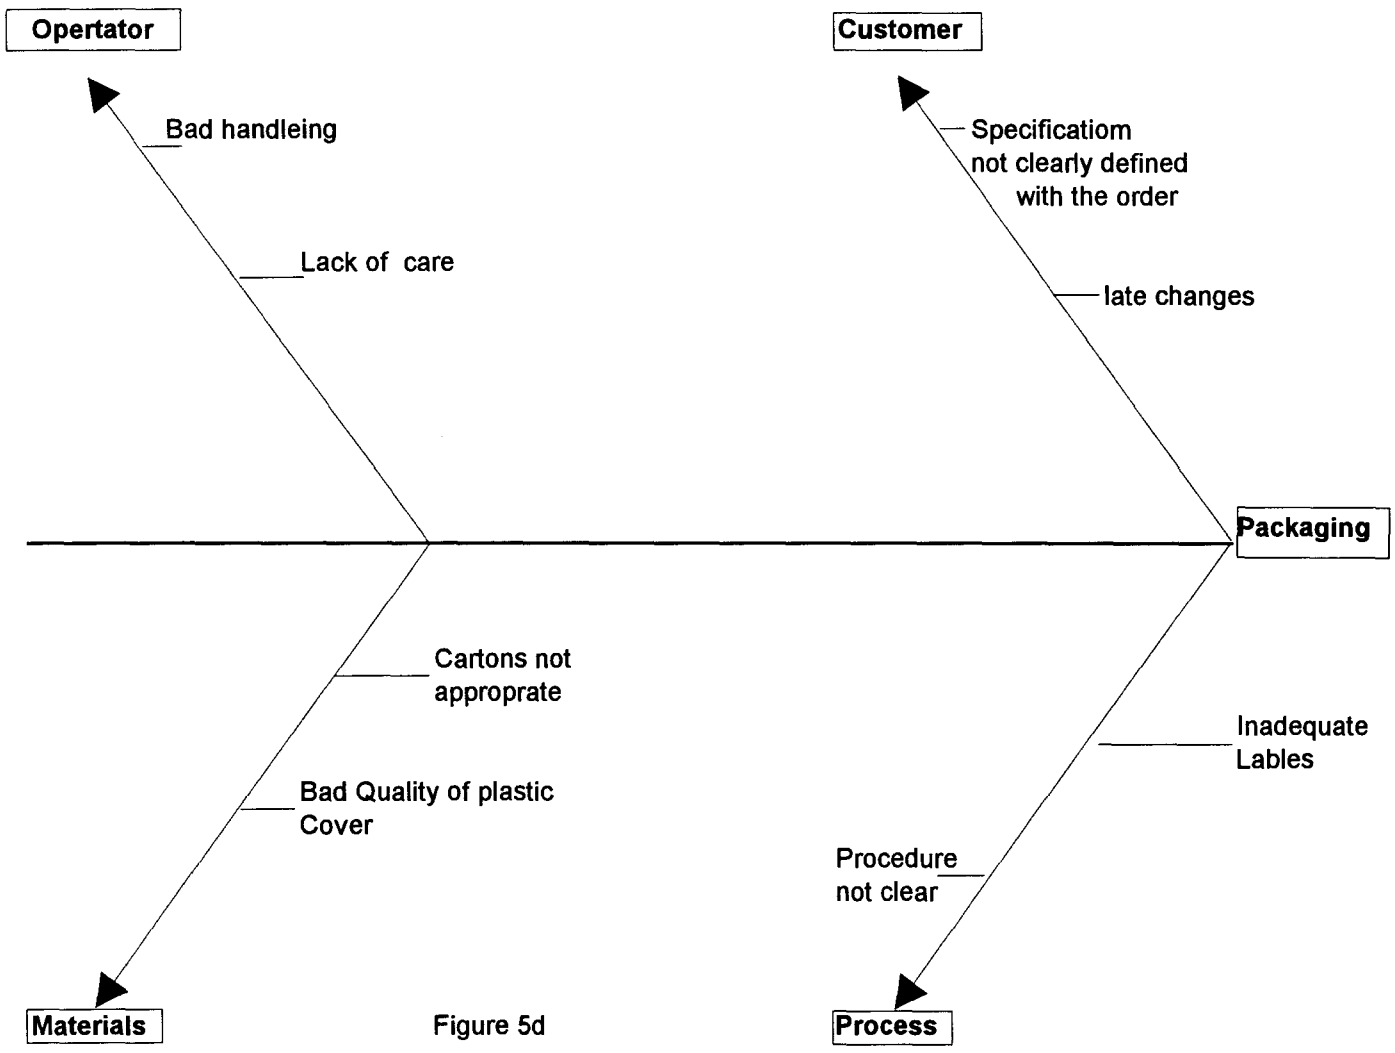 Opertator
Customer
Bad handleing
Specificatiom
not clearly defined
with the order
Lack of care
late changes
Packaging
Cartons not
approprate
Inadequate
Lables
Bad Quality of plastic
Cover
Procedure
not clear
Materials
Figure 5d
Process